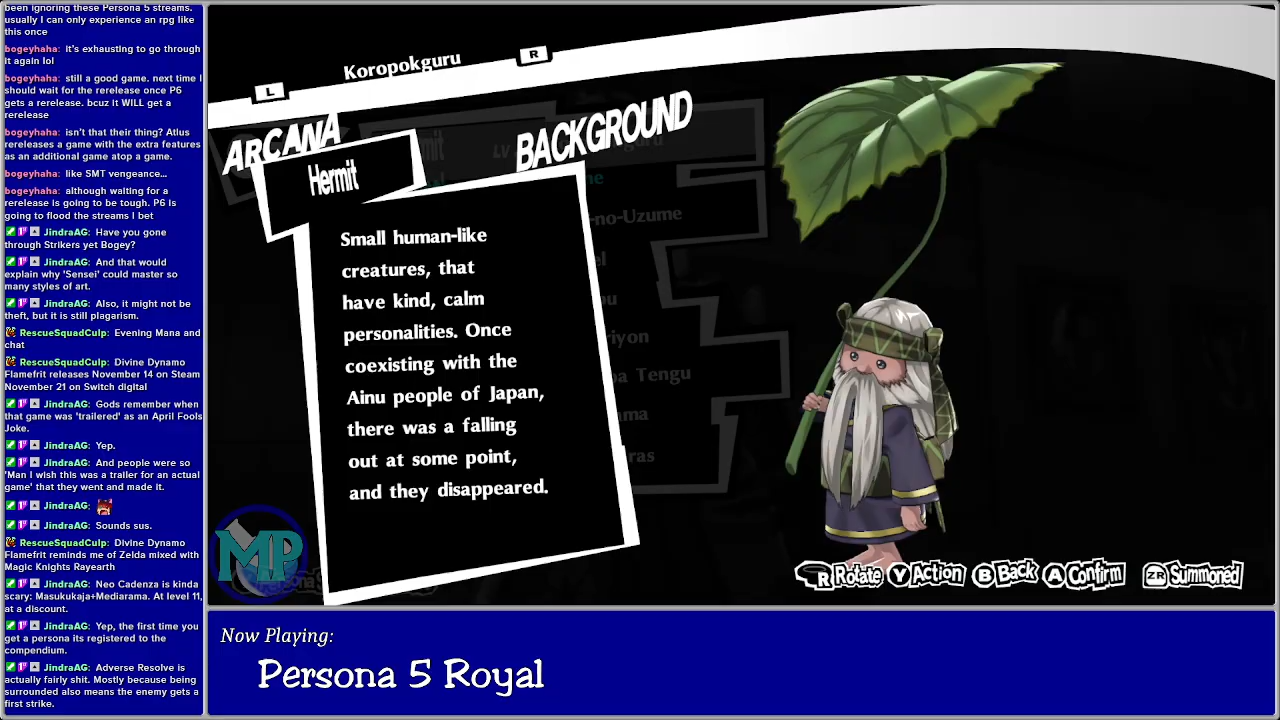 been ignoring these Persona 5 streams.
usually I can only experience an rpg like
this once
bogeyhaha: it's exhausting to go through
it again lol
bogeyhaha: still a good game. next time I
should wait for the rerelease once P6
gets a rerelease. bcuz it WILL get a
rerelease
bogeyhaha: Isn't that their thing? Atlus
rereleases a game with the extra features
as an additional game atop a game.
bogeyhaha: like SMT vengeance...
bogeyhaha: although waiting for a
rerelease is going to be tough. P6 is
going to flood the streams I bet
JindraAG: Have you gone
through Strikers yet Bogey?
JindraAG: And that would
explain why 'Sensei' could master so
many styles of art.
JindraAG: Also, it might not be
theft, but it is still plagarism.
RescueSquadCulp: Evening Mana and
chat
RescueSquadCulp: Divine Dynamo
Flamefrit releases November 14 on Steam
November 21 on Switch digital
JindraAG: Gods remember when
that game was 'trailered' as an April Fools
Joke.
JindraAG: Yep.
JindraAG: And people were so
'Man I wish this was a trailer for an actual
game' that they went and made it.
JindraAG:
JindraAG: Sounds sus.
RescueSquadCulp: Divine Dynamo
Flamefrit reminds me of Zelda mixed with
Magic Knights Rayearth
JindraAG: Neo Cadenza is kinda
scary: Masukukaja+Mediarama. At level 11,
at a discount.
JindraAG: Yep, the first time you
get a persona its registered to the
compendium.
JindraAG: Adverse Resolve is
actually fairly shit. Mostly because being
surrounded also means the enemy gets a
first strike.
L Koropokguru R
ARCANA
Hermit
BACKGROUND
Small human-like
creatures, that
have kind, calm
personalities. Once
coexisting with the
Ainu people of Japan,
there was a falling
out at some point,
and they disappeared.
-no-Uzume
Tengu
MP
R Rotate Y Action B Back A Confirm ZR Summoned
Now Playing:
Persona 5 Royal